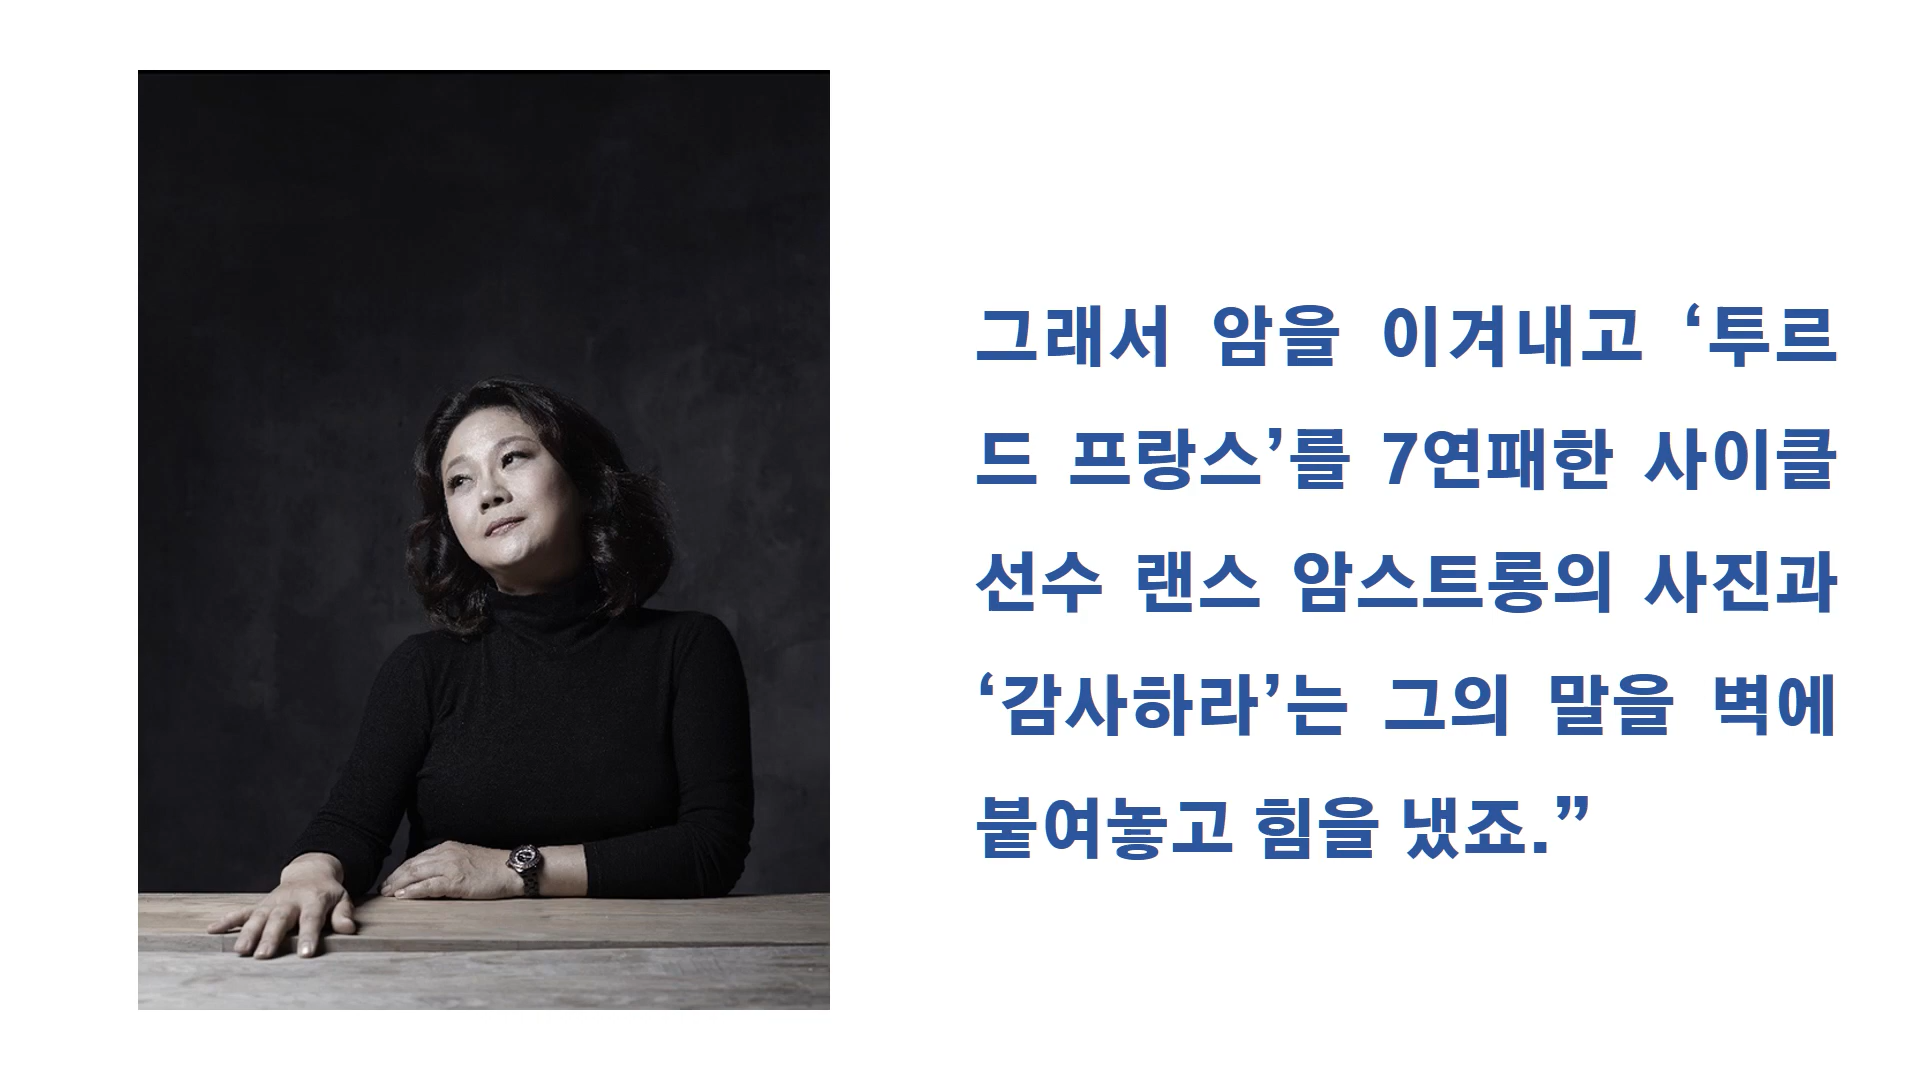 그래서 암을 이겨내고 ‘투르
드 프랑스’를 7연패한 사이클
선수 랜스 암스트롱의 사진과
‘감사하라’는 그의 말을 벽에
붙여놓고 힘을 냈죠.”